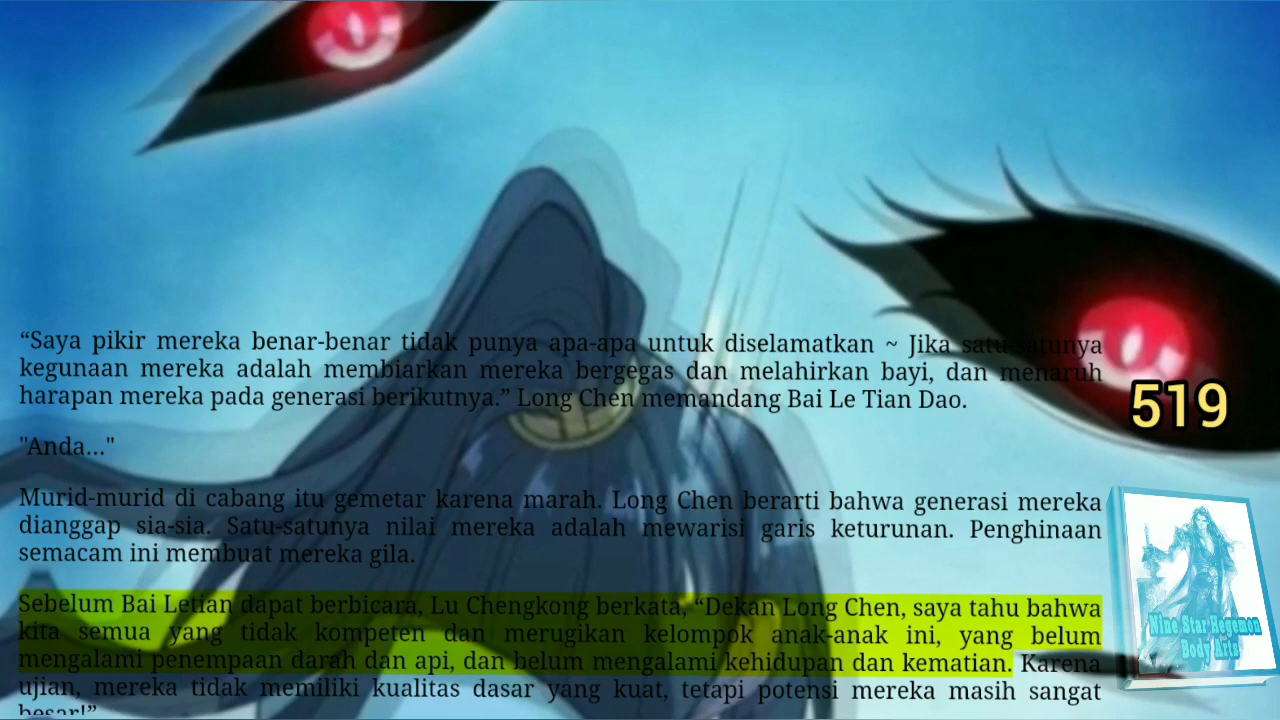 “Saya pikir mereka benar-benar tidak punya apa-apa untuk diselamatkan ~ Jika satu-satunya
kegunaan mereka adalah membiarkan mereka bergegas dan melahirkan bayi, dan menaruh
harapan mereka pada generasi berikutnya.” Long Chen memandang Bai Le Tian Dao.
"Anda..."
Murid-murid di cabang itu gemetar karena marah. Long Chen berarti bahwa generasi mereka
dianggap sia-sia. Satu-satunya nilai mereka adalah mewarisi garis keturunan. Penghinaan
semacam ini membuat mereka gila.
Sebelum Bai Letian dapat berbicara, Lu Chengkong berkata, “Dekan Long Chen, saya tahu bahwa
kita semua yang tidak kompeten dan merugikan kelompok anak-anak ini, yang belum
mengalami penempaan darah dan api, dan belum mengalami kehidupan dan kematian. Karena
ujian, mereka tidak memiliki kualitas dasar yang kuat, tetapi potensi mereka masih sangat
besar!”
519
Nine Star Hegemon
Body Arts